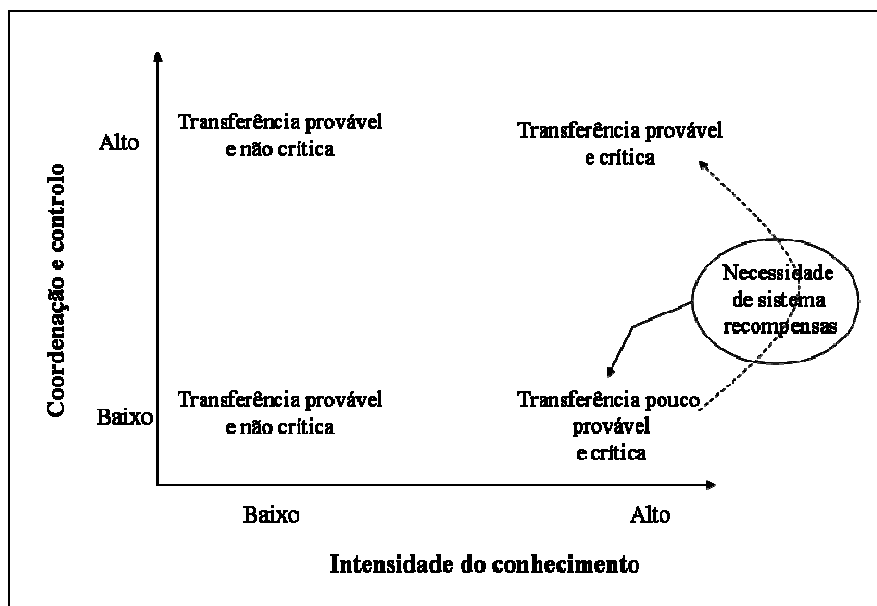 Coordenação e controlo
Alto
Transferência provável
e não crítica
Transferência provável
e crítica
Necessidade
de sistema
recompensas
Baixo
Transferência provável
e não crítica
Transferência pouco
provável
e crítica
Baixo
Alto
Intensidade do conhecimento